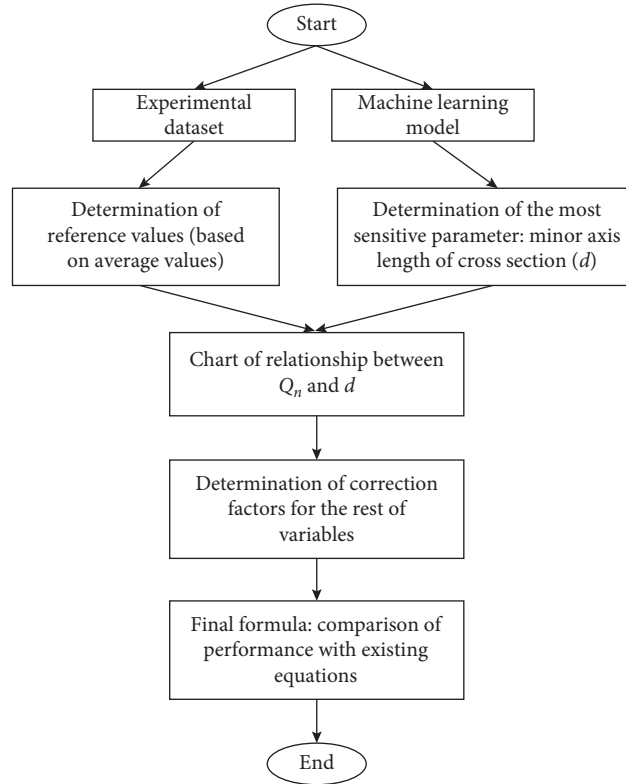 Start
Experimental
dataset
Machine learning
model
Determination of
reference values (based
on average values)
Determination of the most
sensitive parameter: minor axis
length of cross section (d)
Chart of relationship between
Qn and d
Determination of correction
factors for the rest of
variables
Final formula: comparison of
performance with existing
equations
End